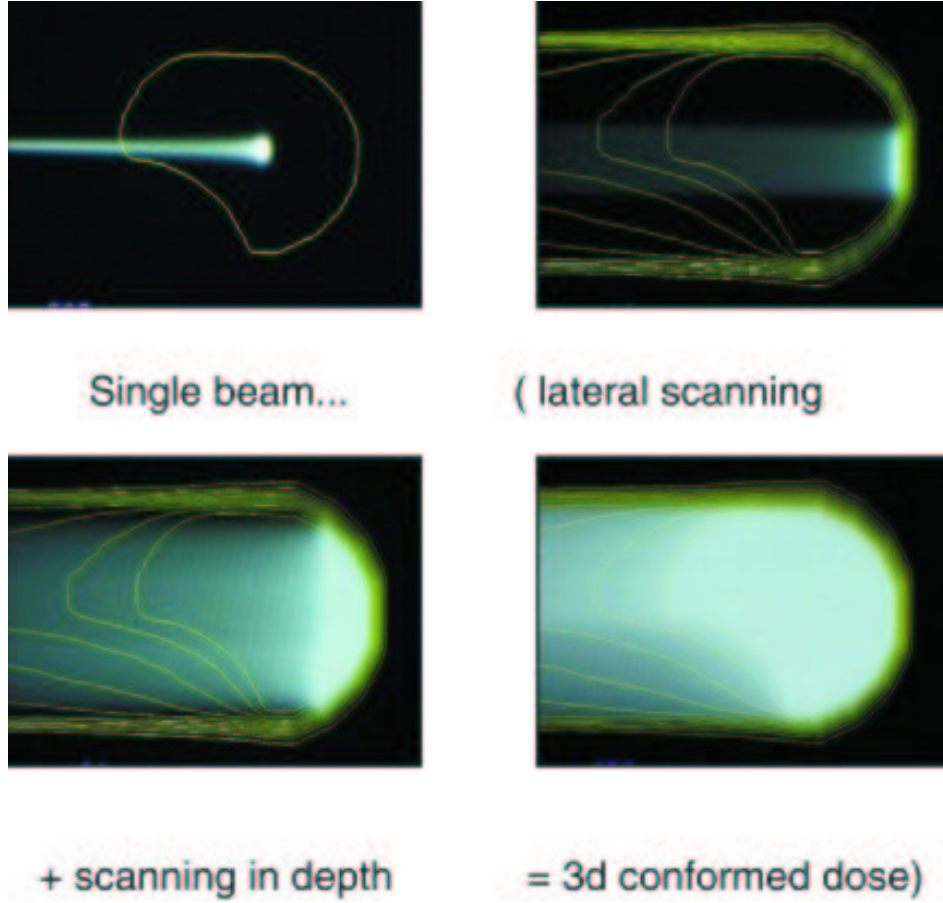 Single beam...
( lateral scanning
+ scanning in depth
= 3d conformed dose)